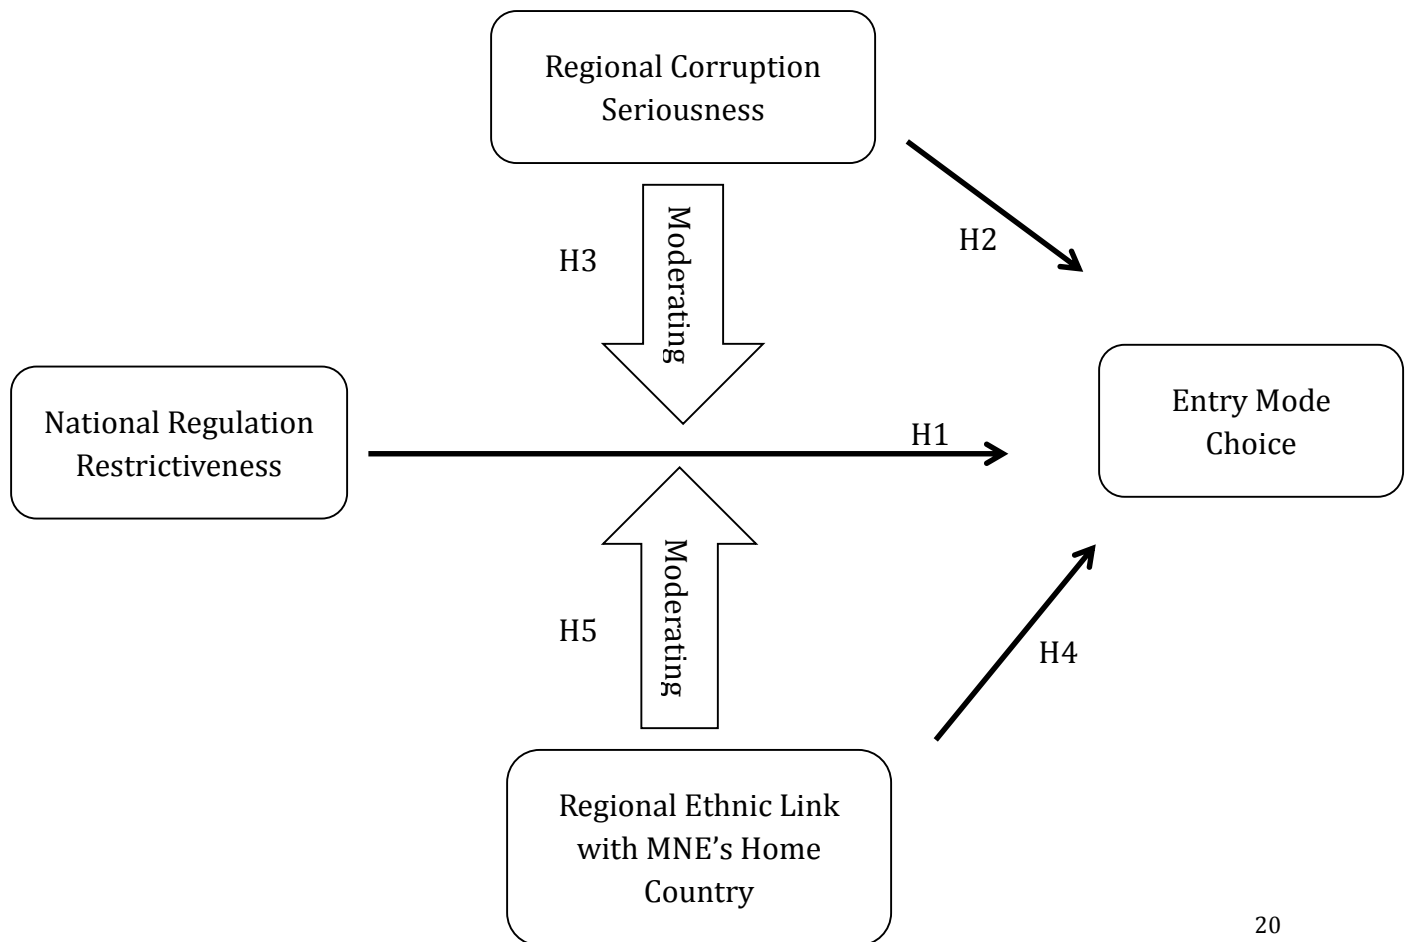 Regional Corruption
Seriousness
Moderating
H3
H2
National Regulation
Restrictiveness
H1
Entry Mode
Choice
Moderating
H5
H4
Regional Ethnic Link
with MNE’s Home
Country
20